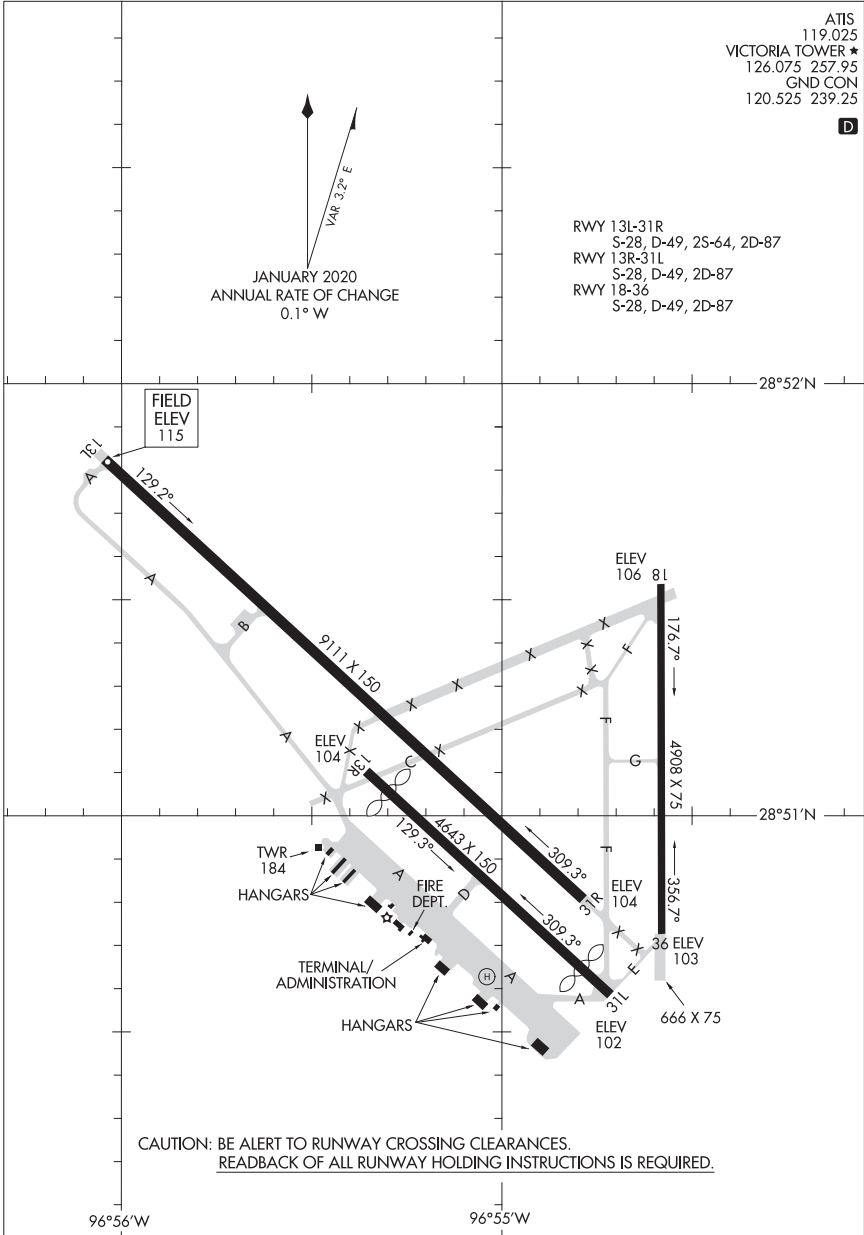 ATIS
119.025
VICTORIA TOWER ★
126.075 257.95
GND CON
120.525 239.25
D
VAR 3.2° E
JANUARY 2020
ANNUAL RATE OF CHANGE
0.1° W
RWY 13L-31R
S-28, D-49, 2S-64, 2D-87
RWY 13R-31L
S-28, D-49, 2D-87
RWY 18-36
S-28, D-49, 2D-87
28°52'N
FIELD
ELEV
115
13L
A
129.2°
A
B
9111 X 150
A
X
X
X
X
X
X
X
X
X
X
X
X
ELEV
106
18
176.7°
F
F
G
4908 X 75
F
356.7°
36
ELEV
103
666 X 75
ELEV
104
13R
C
129.3°
4643 X 150
309.3°
31R
ELEV
104
309.3°
31L
ELEV
102
X
X
E
A
28°51'N
TWR
184
HANGARS
A
FIRE
DEPT.
D
TERMINAL/
ADMINISTRATION
H
A
HANGARS
CAUTION: BE ALERT TO RUNWAY CROSSING CLEARANCES.
READBACK OF ALL RUNWAY HOLDING INSTRUCTIONS IS REQUIRED.
96°56'W
96°55'W